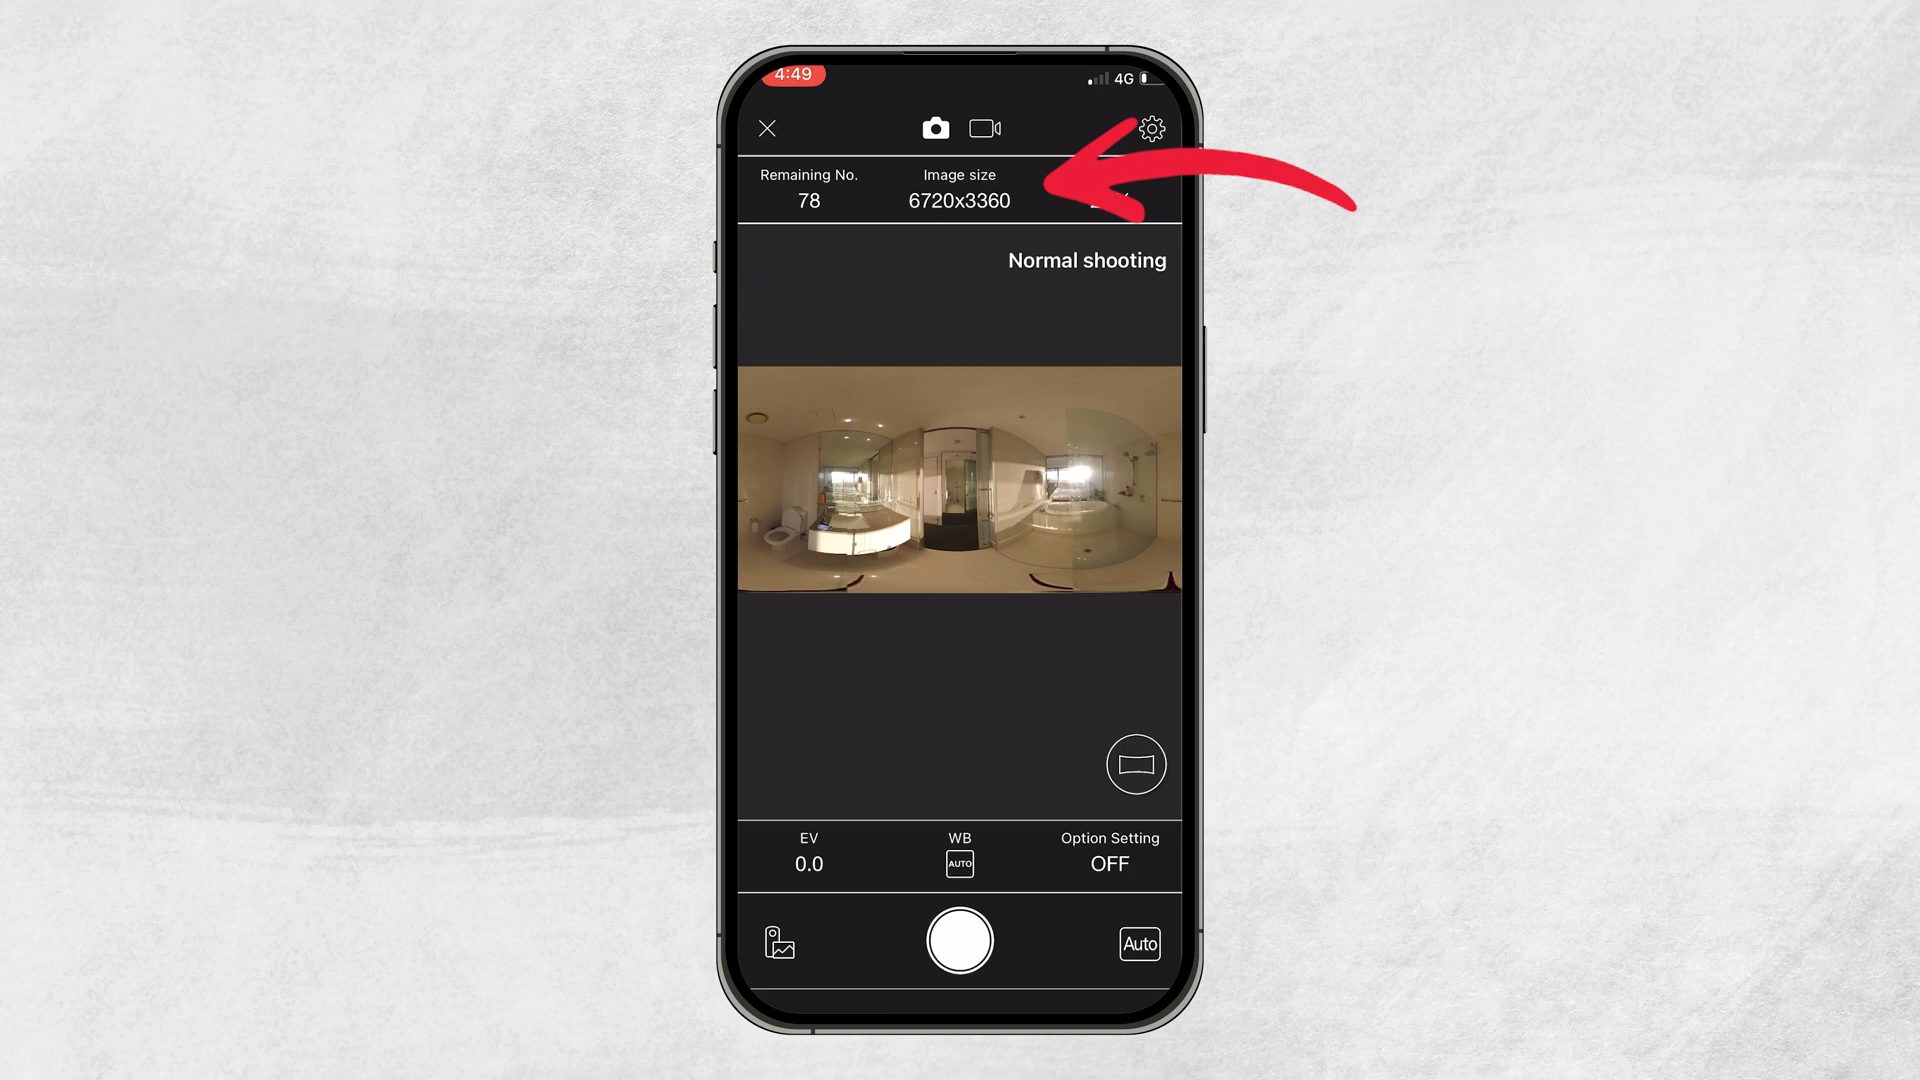 4:49
4G
Remaining No.
Image size
78
6720x3360
Normal shooting
EV
WB
Option Setting
0.0
AUTO
OFF
Auto